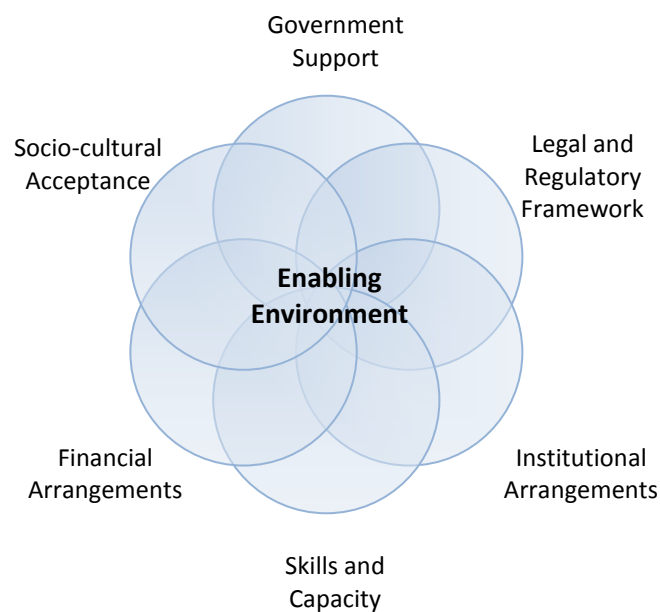 Government
Support
Legal and
Regulatory
Framework
Socio-cultural
Acceptance
Enabling
Environment
Financial
Arrangements
Institutional
Arrangements
Skills and
Capacity